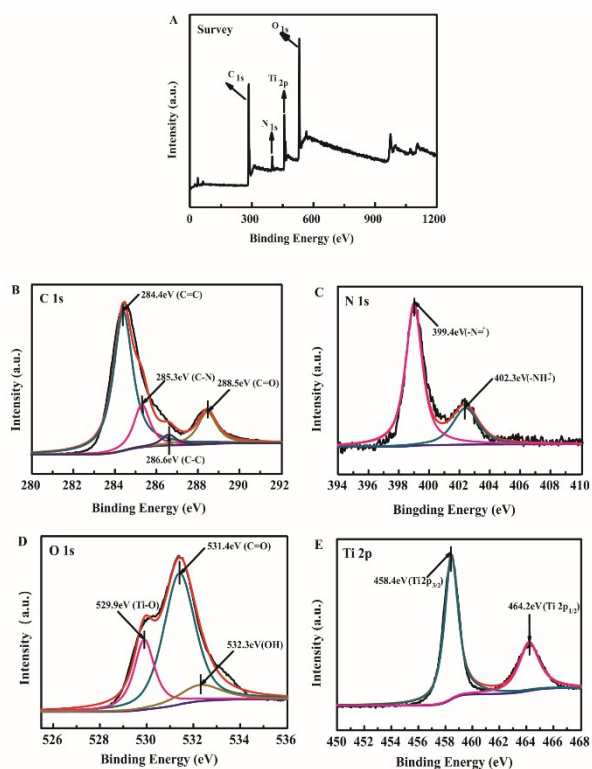 A
Survey
O 1s
C 1s
Ti 2p
N 1s
Intensity (a.u.)
0 300 600 900 1200
Binding Energy (eV)
B
C 1s
284.4eV (C=C)
285.3eV (C-N)
288.5eV (C=O)
286.6eV (C-C)
Intensity (a.u.)
280 282 284 286 288 290 292
Binding Energy (eV)
C
N 1s
399.4eV(-N=
402.3eV(-NH
Intensity (a.u.)
394 396 398 400 402 404 406 408 410
Bingding Energy (eV)
D
O 1s
531.4eV (C=O)
529.9eV (Ti-O)
532.3eV(OH)
Intensity (a.u.)
526 528 530 532 534 536
Binding Energy (eV)
E
Ti 2p
458.4eV(Ti2p3/2)
464.2eV(Ti 2p1/2)
Intensity (a.u.)
450 452 454 456 458 460 462 464 466 468
Binding Energy (eV)